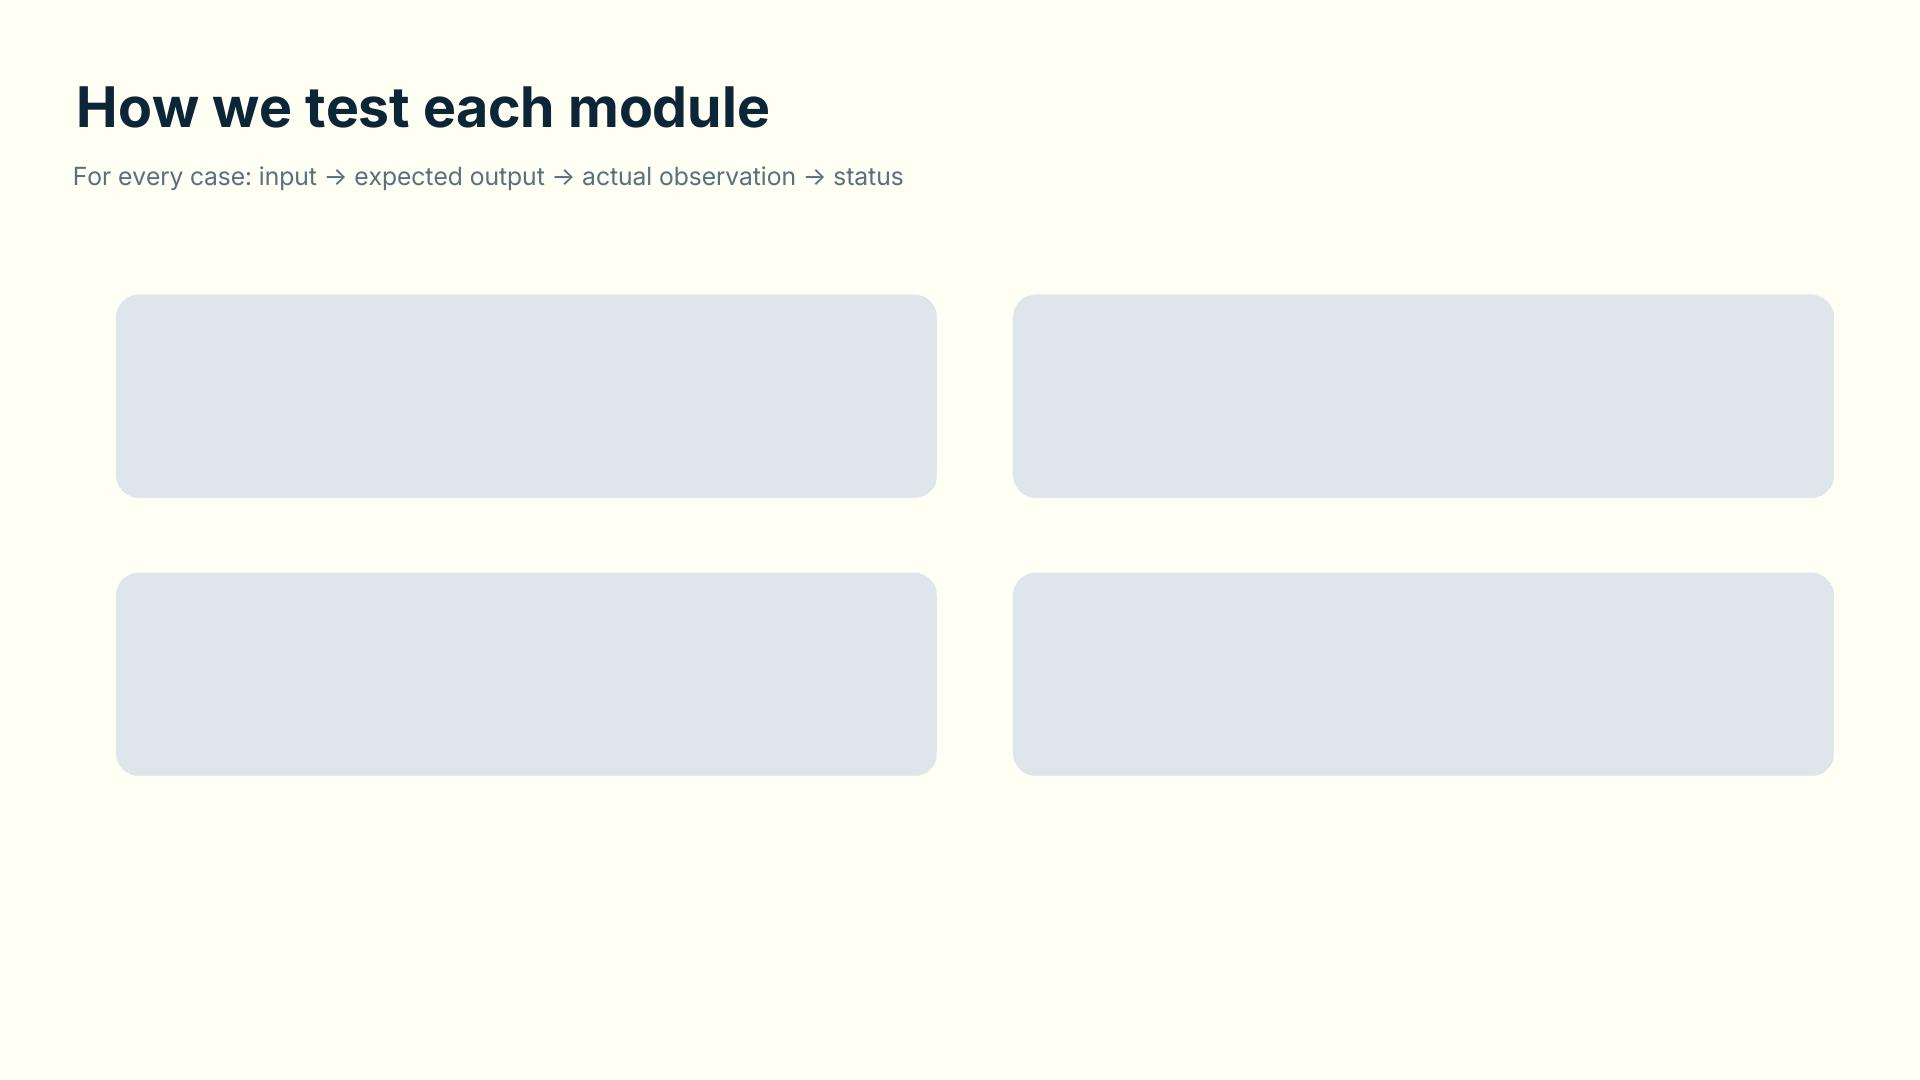 How we test each module
For every case: input → expected output → actual observation → status